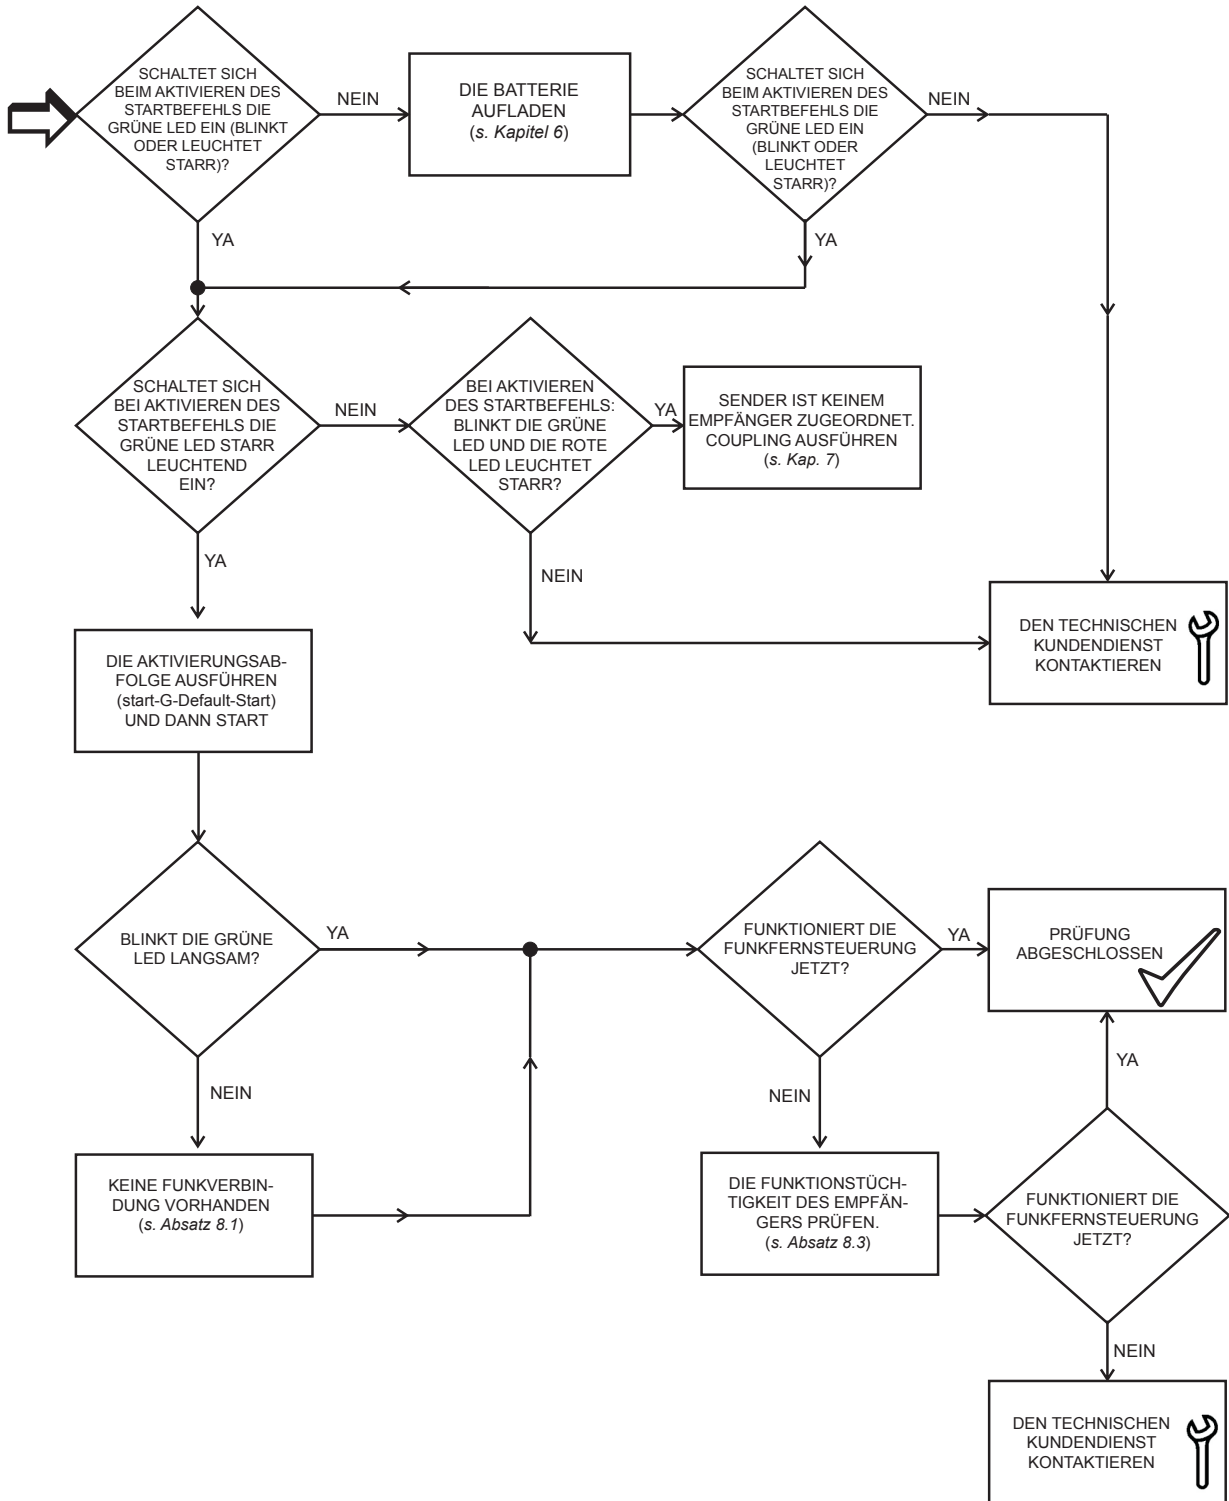 SCHALTET SICH
BEIM AKTIVIEREN DES
STARTBEFEHLS DIE
GRÜNE LED EIN (BLINKT
ODER LEUCHTET
STARR)?
NEIN
DIE BATTERIE
AUFLADEN
(s. Kapitel 6)
SCHALTET SICH
BEIM AKTIVIEREN DES
STARTBEFEHLS DIE
GRÜNE LED EIN
(BLINKT ODER
LEUCHTET
STARR)?
NEIN
YA
YA
SCHALTET SICH
BEI AKTIVIEREN DES
STARTBEFEHLS DIE
GRÜNE LED STARR
LEUCHTEND
EIN?
NEIN
BEI AKTIVIEREN
DES STARTBEFEHLS:
BLINKT DIE GRÜNE
LED UND DIE ROTE
LED LEUCHTET
STARR?
YA
SENDER IST KEINEM
EMPFÄNGER ZUGEORDNET.
COUPLING AUSFÜHREN
(s. Kap. 7)
YA
NEIN
DEN TECHNISCHEN
KUNDENDIENST
KONTAKTIEREN
DIE AKTIVIERUNGSAB-
FOLGE AUSFÜHREN
(start-G-Default-Start)
UND DANN START
BLINKT DIE GRÜNE
LED LANGSAM?
YA
FUNKTIONIERT DIE
FUNKFERNSTEUERUNG
JETZT?
YA
PRÜFUNG
ABGESCHLOSSEN
NEIN
NEIN
YA
KEINE FUNKVERBIN-
DUNG VORHANDEN
(s. Absatz 8.1)
DIE FUNKTIONSTÜCH-
TIGKEIT DES EMPFÄN-
GERS PRÜFEN.
(s. Absatz 8.3)
FUNKTIONIERT DIE
FUNKFERNSTEUERUNG
JETZT?
NEIN
DEN TECHNISCHEN
KUNDENDIENST
KONTAKTIEREN